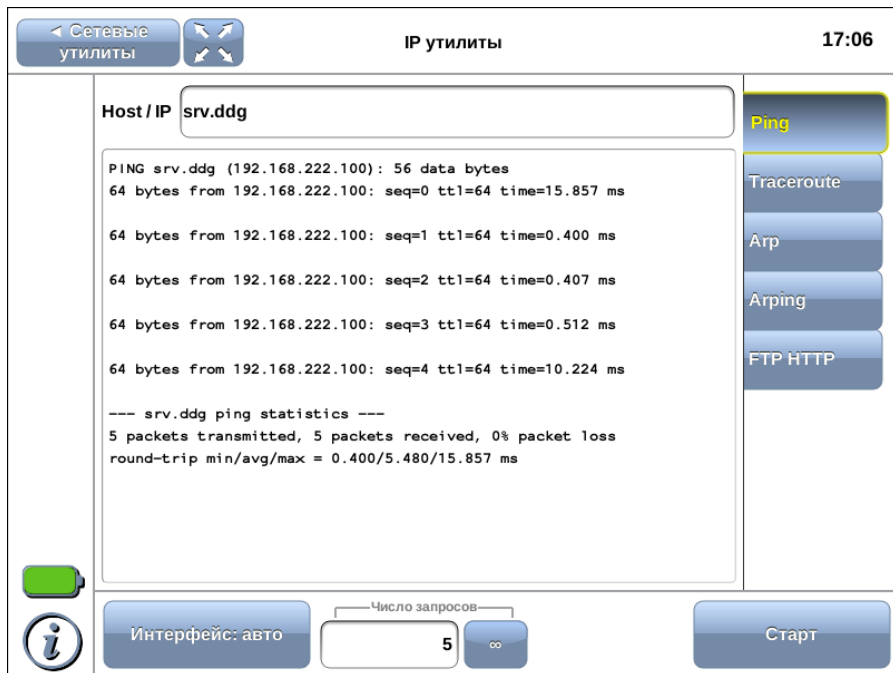 ◄ Сетевые
утилиты
IP утилиты
17:06
Host / IP srv.ddg
PING srv.ddg (192.168.222.100): 56 data bytes
64 bytes from 192.168.222.100: seq=0 ttl=64 time=15.857 ms
64 bytes from 192.168.222.100: seq=1 ttl=64 time=0.400 ms
64 bytes from 192.168.222.100: seq=2 ttl=64 time=0.407 ms
64 bytes from 192.168.222.100: seq=3 ttl=64 time=0.512 ms
64 bytes from 192.168.222.100: seq=4 ttl=64 time=10.224 ms
--- srv.ddg ping statistics ---
5 packets transmitted, 5 packets received, 0% packet loss
round-trip min/avg/max = 0.400/5.480/15.857 ms
Ping
Traceroute
Arp
Arping
FTP HTTP
i
Интерфейс: авто
Число запросов
5
∞
Старт